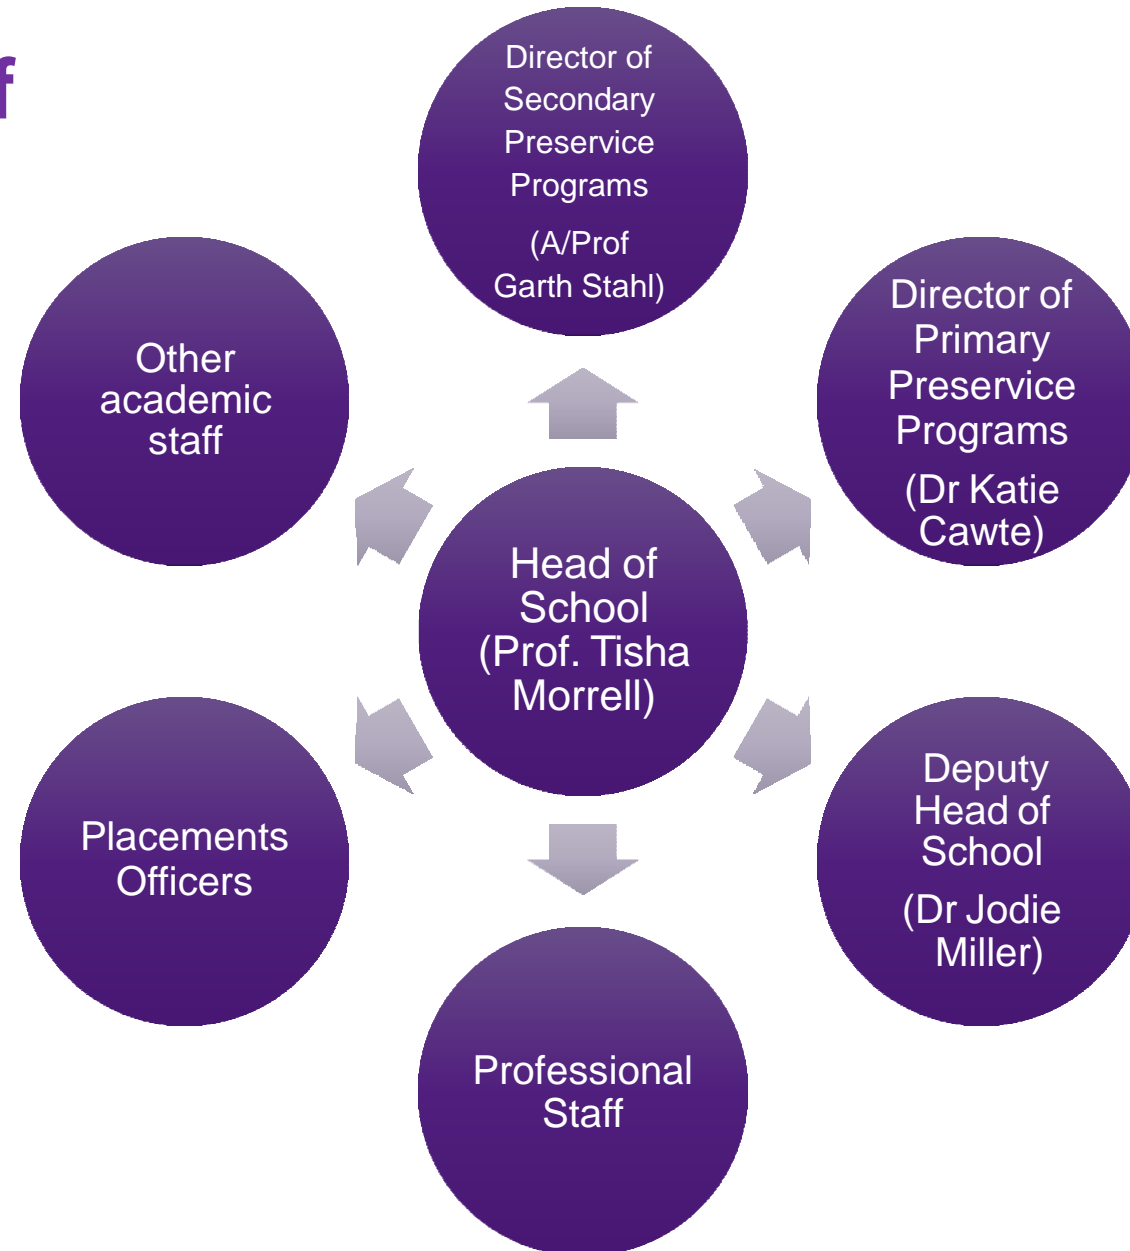 f
Director of
Secondary
Preservice
Programs
(A/Prof
Garth Stahl)
Other
academic
staff
Director of
Primary
Preservice
Programs
(Dr Katie
Cawte)
Head of
School
(Prof. Tisha
Morrell)
Placements
Officers
Deputy
Head of
School
(Dr Jodie
Miller)
Professional
Staff